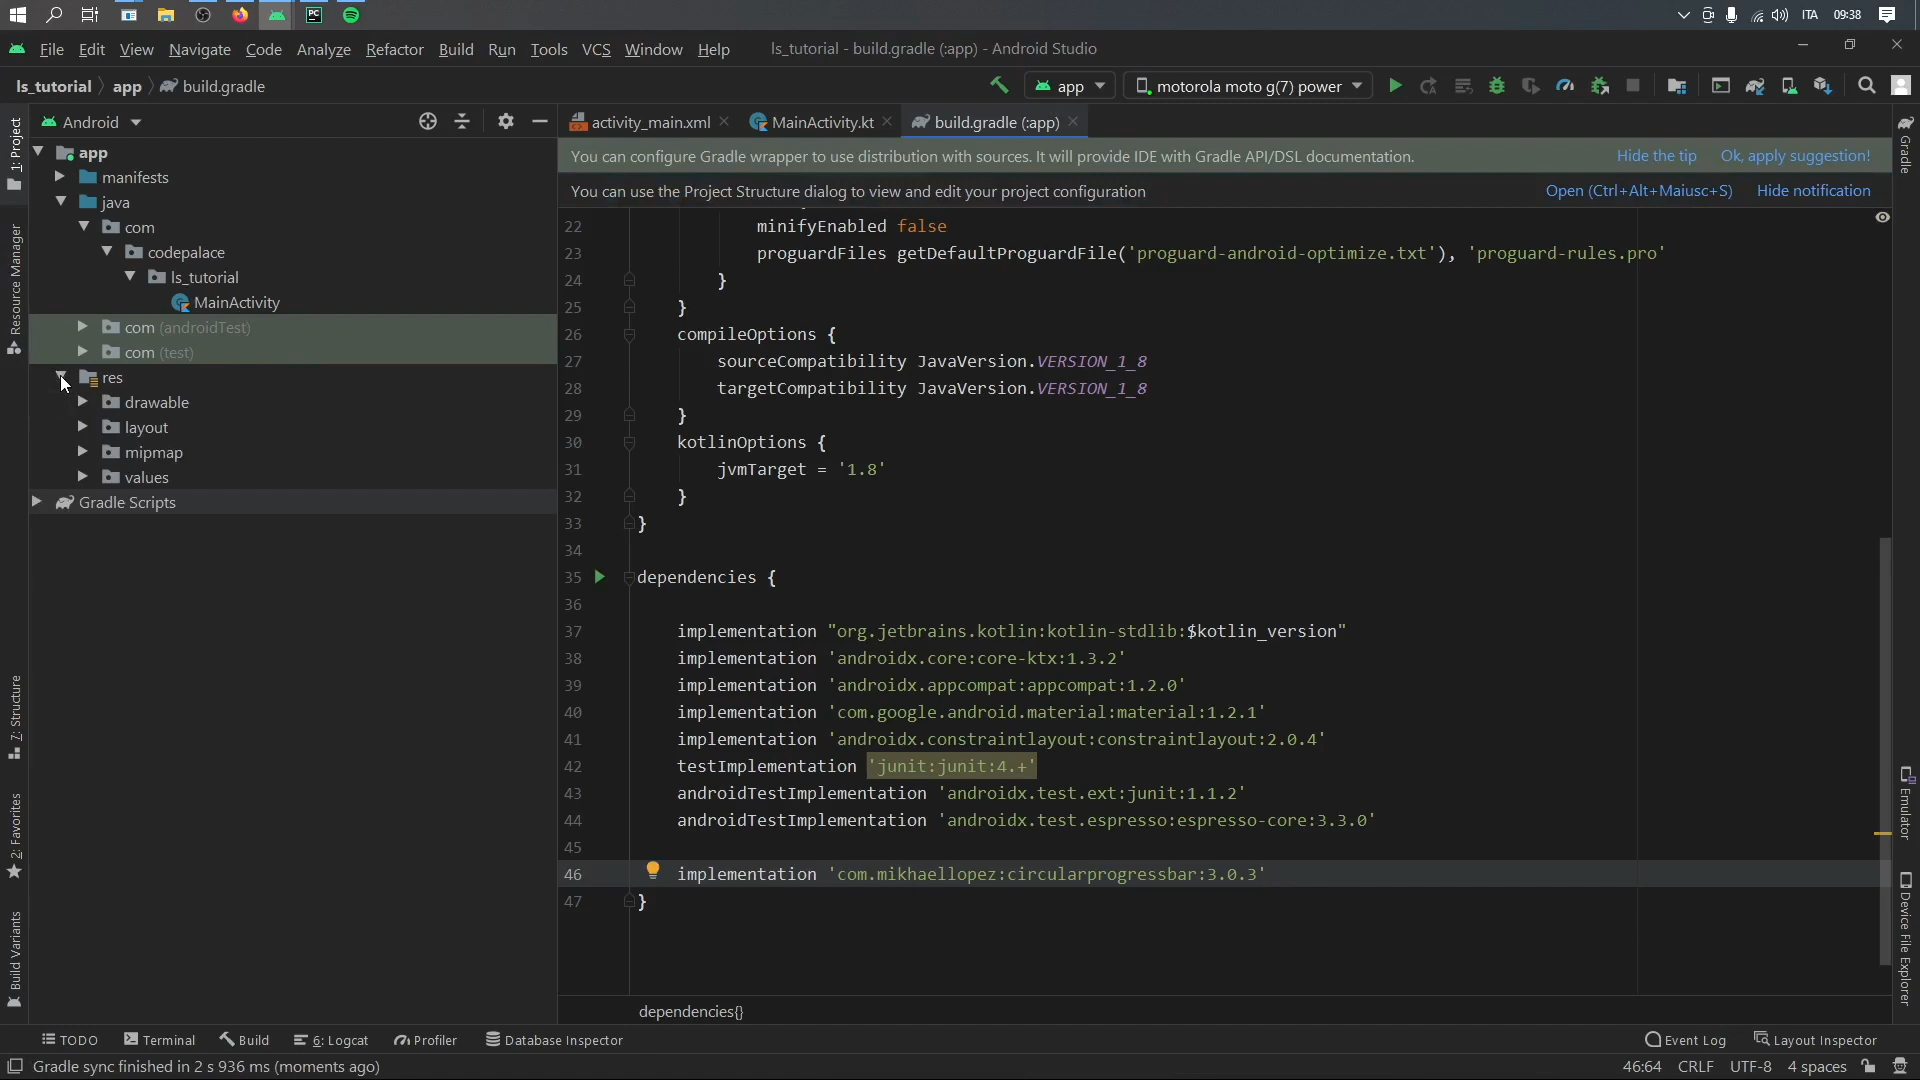 ITA 09:38
File Edit View Navigate Code Analyze Refactor Build Run Tools VCS Window Help ls_tutorial - build.gradle (:app) - Android Studio
ls_tutorial app build.gradle app motorola moto g(7) power
Android
activity_main.xml MainActivity.kt build.gradle (:app)
You can configure Gradle wrapper to use distribution with sources. It will provide IDE with Gradle API/DSL documentation. Hide the tip Ok, apply suggestion!
You can use the Project Structure dialog to view and edit your project configuration Open (Ctrl+Alt+Maiusc+S) Hide notification
1: Project
Resource Manager
7: Structure
2: Favorites
Build Variants
app
manifests
java
com
codepalace
ls_tutorial
MainActivity
com (androidTest)
com (test)
res
drawable
layout
mipmap
values
Gradle Scripts
22 minifyEnabled false
23 proguardFiles getDefaultProguardFile('proguard-android-optimize.txt'), 'proguard-rules.pro'
24 }
25 }
26 compileOptions {
27 sourceCompatibility JavaVersion.VERSION_1_8
28 targetCompatibility JavaVersion.VERSION_1_8
29 }
30 kotlinOptions {
31 jvmTarget = '1.8'
32 }
33 }
34
35 dependencies {
36
37 implementation "org.jetbrains.kotlin:kotlin-stdlib:$kotlin_version"
38 implementation 'androidx.core:core-ktx:1.3.2'
39 implementation 'androidx.appcompat:appcompat:1.2.0'
40 implementation 'com.google.android.material:material:1.2.1'
41 implementation 'androidx.constraintlayout:constraintlayout:2.0.4'
42 testImplementation 'junit:junit:4.+'
43 androidTestImplementation 'androidx.test.ext:junit:1.1.2'
44 androidTestImplementation 'androidx.test.espresso:espresso-core:3.3.0'
45
46 implementation 'com.mikhaellopez:circularprogressbar:3.0.3'
47 }
dependencies{}
Gradle
Emulator
Device File Explorer
TODO Terminal Build 6: Logcat Profiler Database Inspector Event Log Layout Inspector
Gradle sync finished in 2 s 936 ms (moments ago) 46:64 CRLF UTF-8 4 spaces